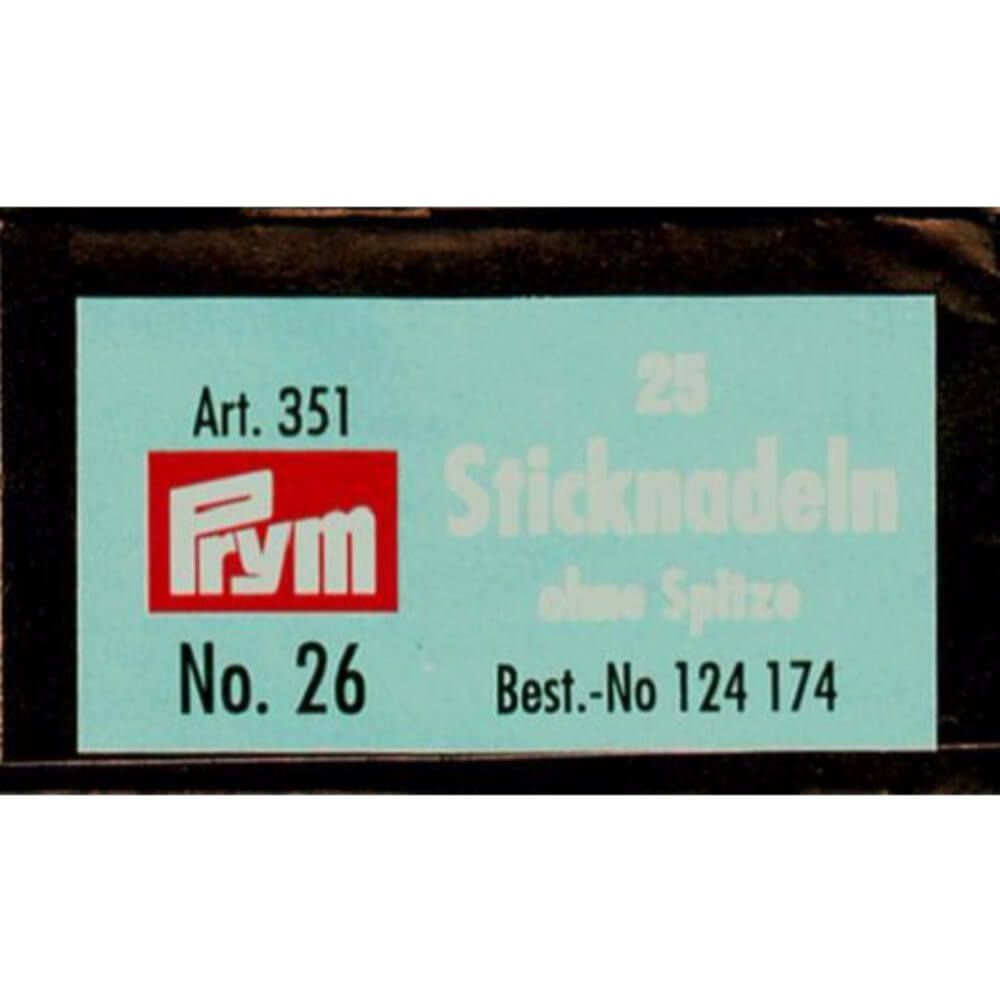 Art. 351
Prym
No. 26
25
Sticknadeln
ohne Spitze
Best.-No 124 174